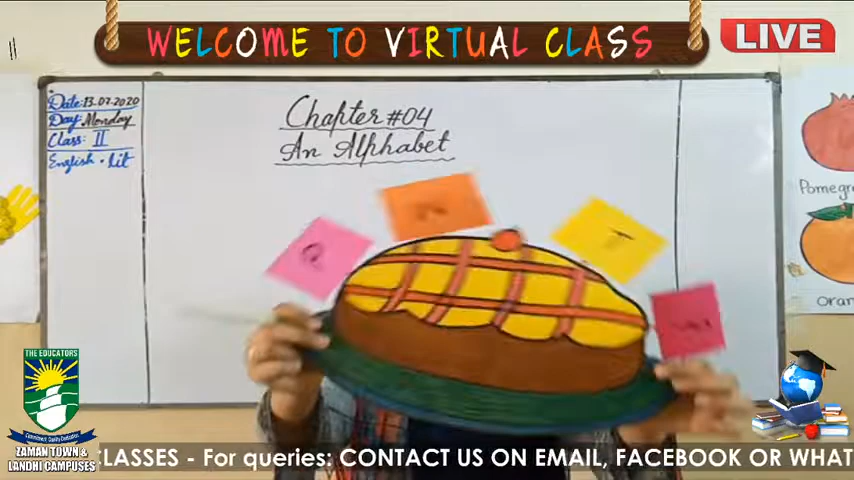 WELCOME TO VIRTUAL CLASS
LIVE
Date: 13.07.2020
Day: Monday
Class: II
English. Lit
Chapter #04
An Alphabet
Pomegr
Oran
THE EDUCATORS
ZAMAN TOWN &
LANDHI CAMPUSES
CLASSES - For queries: CONTACT US ON EMAIL, FACEBOOK OR WHAT